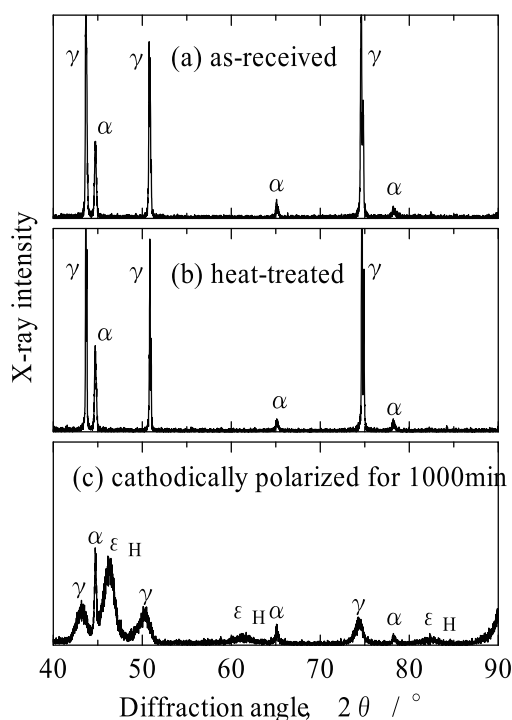 (a) as-received
γ
γ
γ
α
α
α
(b) heat-treated
γ
γ
γ
α
α
α
(c) cathodically polarized for 1000min
α
ε H
γ
γ
ε H
α
γ
α
ε H
40
50
60
70
80
90
X-ray intensity
Diffraction angle, 2 θ / °